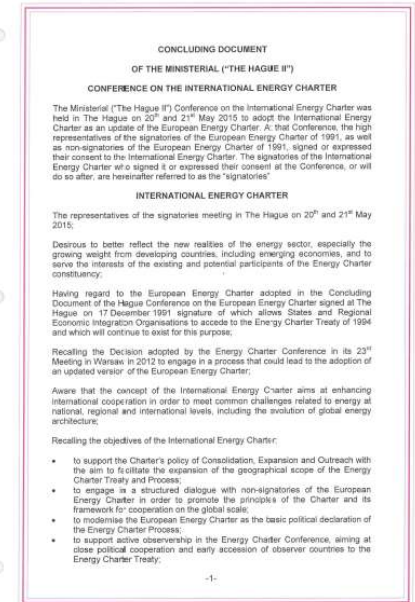 CONCLUDING DOCUMENT
OF THE MINISTERIAL ("THE HAGUE II")
CONFERENCE ON THE INTERNATIONAL ENERGY CHARTER
The Ministerial ("The Hague II") Conference on the International Energy Charter was
held in The Hague on 20th and 21st May 2015 to adopt the International Energy
Charter as an update of the European Energy Charter. At that Conference, the high
representatives of the signatories of the European Energy Charter of 1991, as well
as non-signatories of the European Energy Charter of 1991, signed or expressed
their consent to the International Energy Charter. The signatories of the International
Energy Charter who signed it or expressed their consent at the Conference, or will
do so after, are hereinafter referred to as the "signatories"
INTERNATIONAL ENERGY CHARTER
The representatives of the signatories meeting in The Hague on 20th and 21st May
2015;
Desirous to better reflect the new realities of the energy sector, especially the
growing weight from developing countries, including emerging economies, and to
serve the interests of the existing and potential participants of the Energy Charter
constituency;
Having regard to the European Energy Charter adopted in the Concluding
Document of the Hague Conference on the European Energy Charter signed at The
Hague on 17 December 1991 signature of which allows States and Regional
Economic Integration Organisations to accede to the Energy Charter Treaty of 1994
and which will continue to exist for this purpose;
Recalling the Decision adopted by the Energy Charter Conference in its 23rd
Meeting in Warsaw in 2012 to engage in a process that could lead to the adoption of
an updated version of the European Energy Charter;
Aware that the concept of the International Energy Charter aims at enhancing
international cooperation in order to meet common challenges related to energy at
national, regional and international levels, including the evolution of global energy
architecture;
Recalling the objectives of the International Energy Charter:
• to support the Charter's policy of Consolidation, Expansion and Outreach with
the aim to facilitate the expansion of the geographical scope of the Energy
Charter Treaty and Process;
• to engage in a structured dialogue with non-signatories of the European
Energy Charter in order to promote the principles of the Charter and its
framework for cooperation on the global scale;
• to modernise the European Energy Charter as the basic political declaration of
the Energy Charter Process;
• to support active observership in the Energy Charter Conference, aiming at
close political cooperation and early accession of observer countries to the
Energy Charter Treaty;
-1-